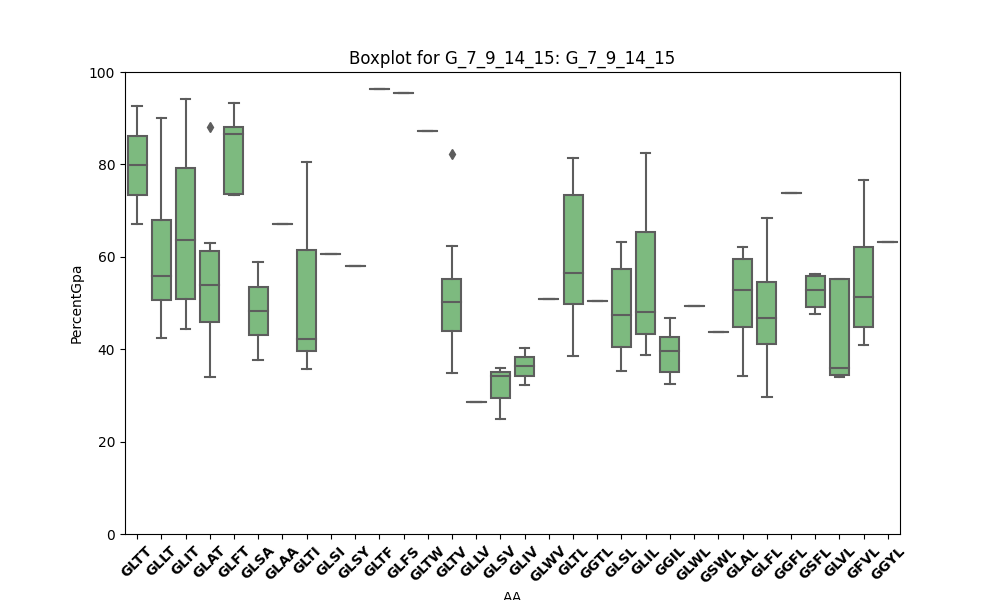 Boxplot for G_7_9_14_15: G_7_9_14_15
100
80
60
40
20
0
PercentGpa
GLTT GLLT GLIT GLAT GLFT GLSA GLAA GLTI GLSI GLSY GLTF GLFS GLTW GLTV GLLV GLSV GLIV GLWV GLTL GGTL GLSL GLIL GGIL GLWL GSWL GLAL GLFL GGFL GSFL GLVL GFVL GGYL
AA